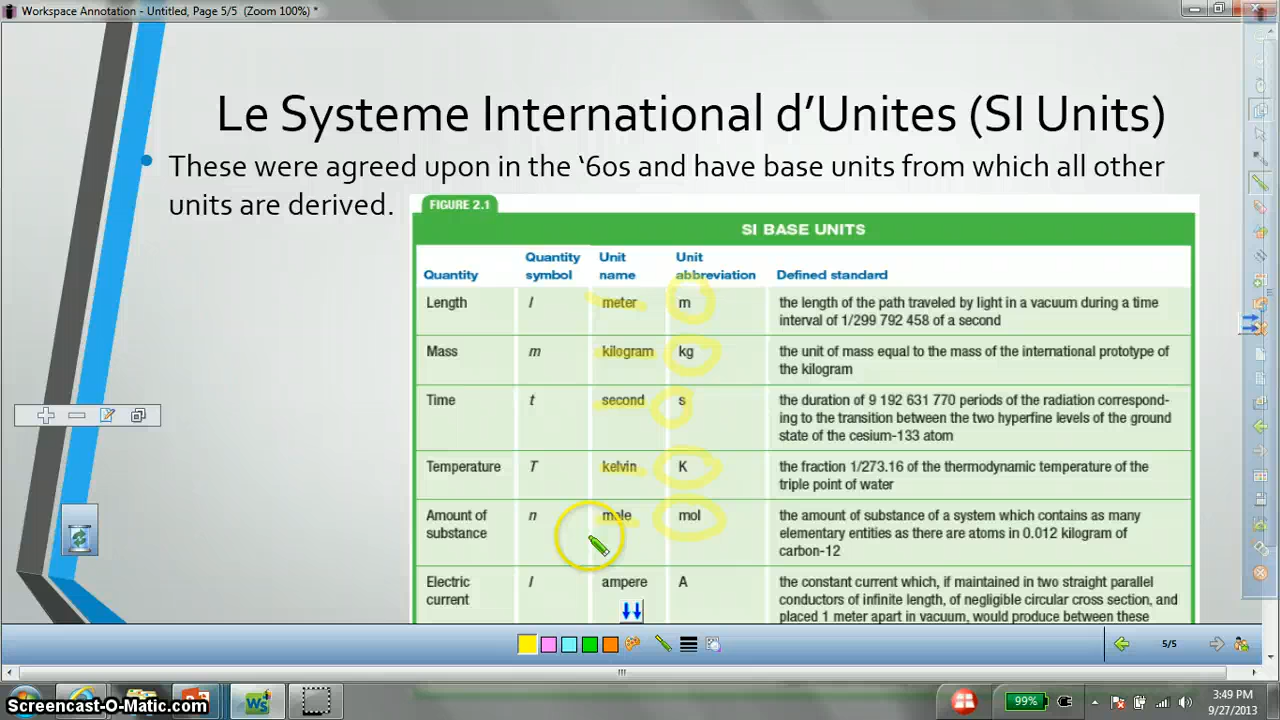 Workspace Annotation - Untitled, Page 5/5 (Zoom 100%) *
Le Systeme International d’Unites (SI Units)
• These were agreed upon in the ‘60s and have base units from which all other
units are derived.
FIGURE 2.1
SI BASE UNITS
Quantity Quantity symbol Unit name Unit abbreviation Defined standard
Length l meter m the length of the path traveled by light in a vacuum during a time
interval of 1/299 792 458 of a second
Mass m kilogram kg the unit of mass equal to the mass of the international prototype of
the kilogram
Time t second s the duration of 9 192 631 770 periods of the radiation correspond-
ing to the transition between the two hyperfine levels of the ground
state of the cesium-133 atom
Temperature T kelvin K the fraction 1/273.16 of the thermodynamic temperature of the
triple point of water
Amount of substance n mole mol the amount of substance of a system which contains as many
elementary entities as there are atoms in 0.012 kilogram of
carbon-12
Electric current I ampere A the constant current which, if maintained in two straight parallel
conductors of infinite length, of negligible circular cross section, and
placed 1 meter apart in vacuum, would produce between these
5/5
Screencast-O-Matic.com
99%
3:49 PM
9/27/2013